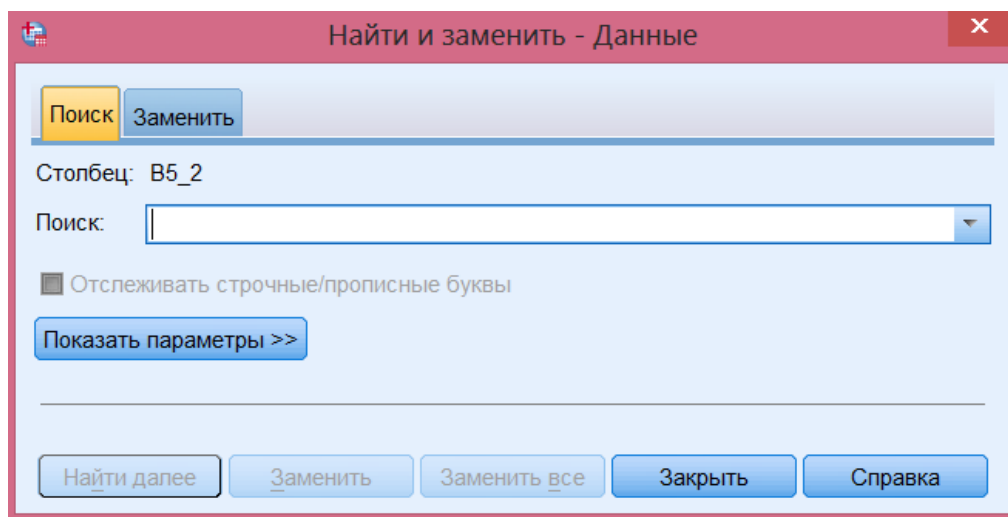 Найти и заменить - Данные
Поиск Заменить
Столбец: B5_2
Поиск:
Отслеживать строчные/прописные буквы
Показать параметры >>
Найти далее Заменить Заменить все Закрыть Справка